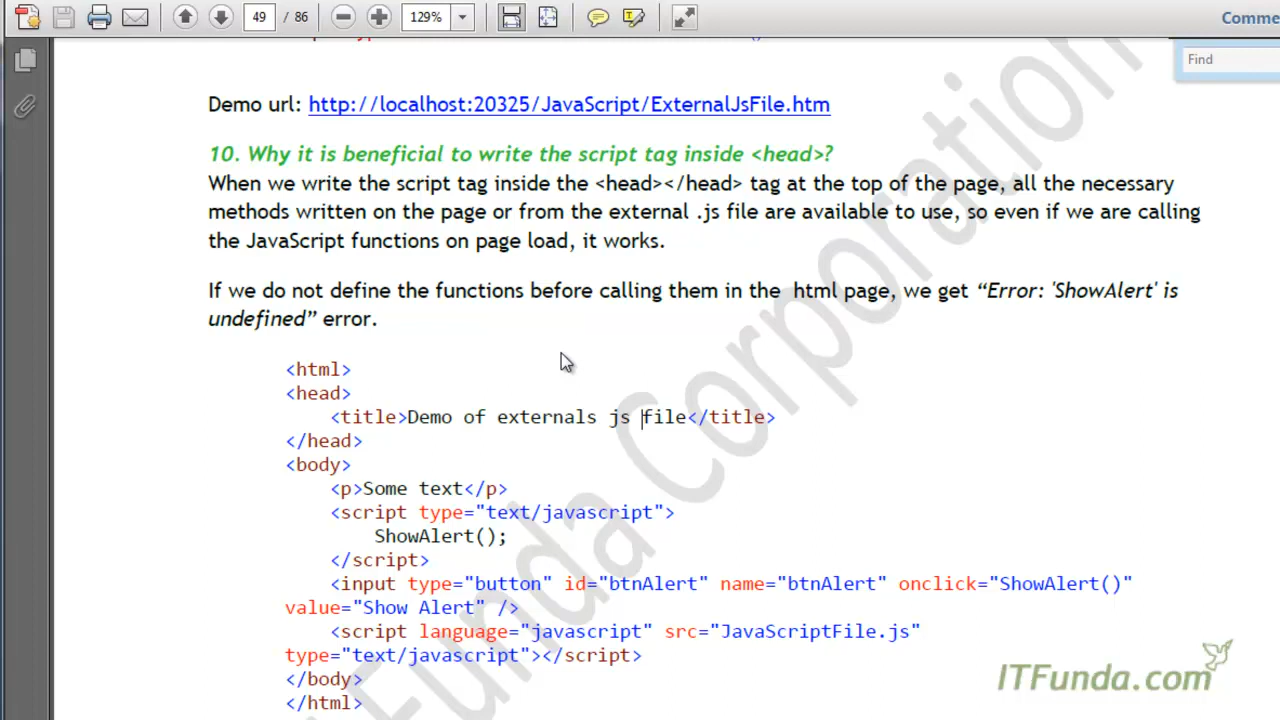 49 / 86 129% Comme
Find
Demo url: http://localhost:20325/JavaScript/ExternalJsFile.htm
10. Why it is beneficial to write the script tag inside <head>?
When we write the script tag inside the <head></head> tag at the top of the page, all the necessary
methods written on the page or from the external .js file are available to use, so even if we are calling
the JavaScript functions on page load, it works.
If we do not define the functions before calling them in the  html page, we get “Error: 'ShowAlert' is
undefined” error.
<html>
<head>
<title>Demo of externals js file</title>
</head>
<body>
<p>Some text</p>
<script type="text/javascript">
ShowAlert();
</script>
<input type="button" id="btnAlert" name="btnAlert" onclick="ShowAlert()"
value="Show Alert" />
<script language="javascript" src="JavaScriptFile.js"
type="text/javascript"></script>
</body>
</html>
ITFunda Corporation
ITFunda.com